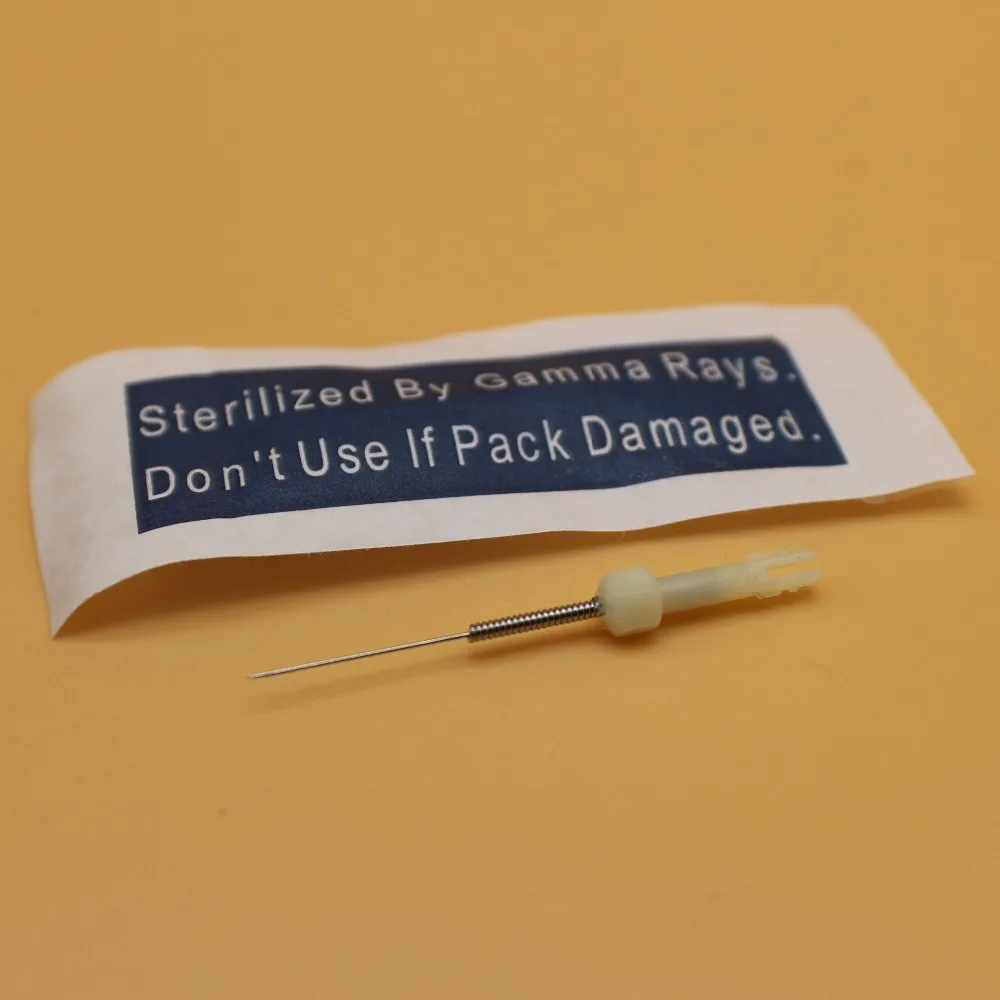 Sterilized By Gamma Rays.
Don't Use If Pack Damaged.